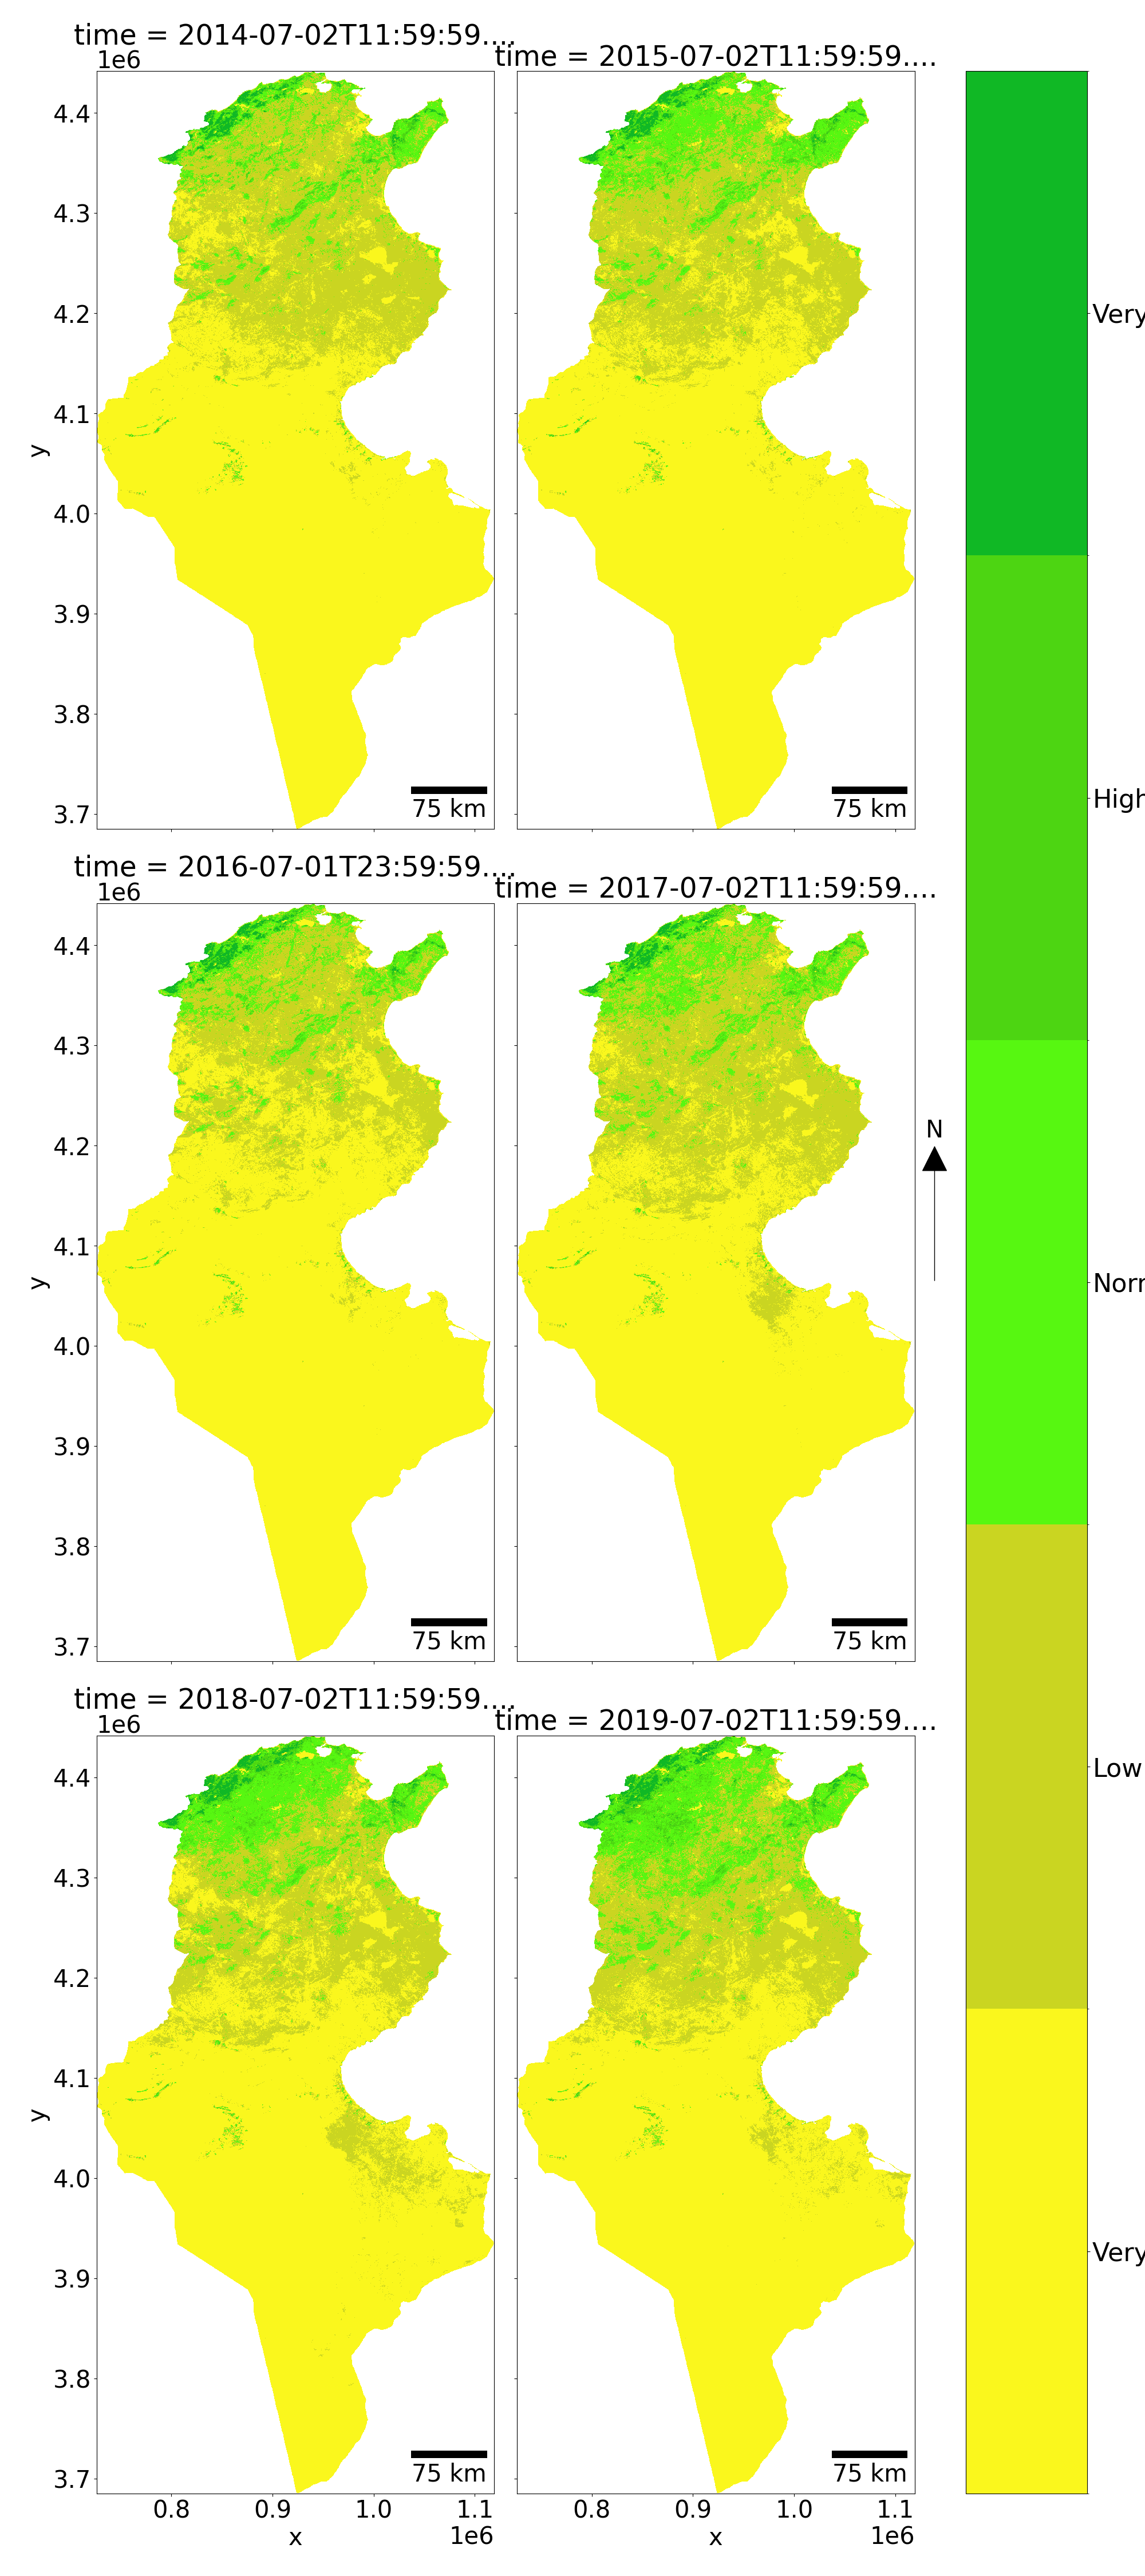 time = 2014-07-02T11:59:59....
time = 2015-07-02T11:59:59....
1e6
4.4
4.3
4.2
4.1
4.0
3.9
3.8
3.7
y
75 km
75 km
Very
High
time = 2016-07-01T23:59:59....
time = 2017-07-02T11:59:59....
1e6
4.4
4.3
4.2
4.1
4.0
3.9
3.8
3.7
y
75 km
75 km
N
Norr
Low
time = 2018-07-02T11:59:59....
time = 2019-07-02T11:59:59....
1e6
4.4
4.3
4.2
4.1
4.0
3.9
3.8
3.7
y
75 km
75 km
Very
0.8 0.9 1.0 1.1
0.8 0.9 1.0 1.1
x 1e6
x 1e6